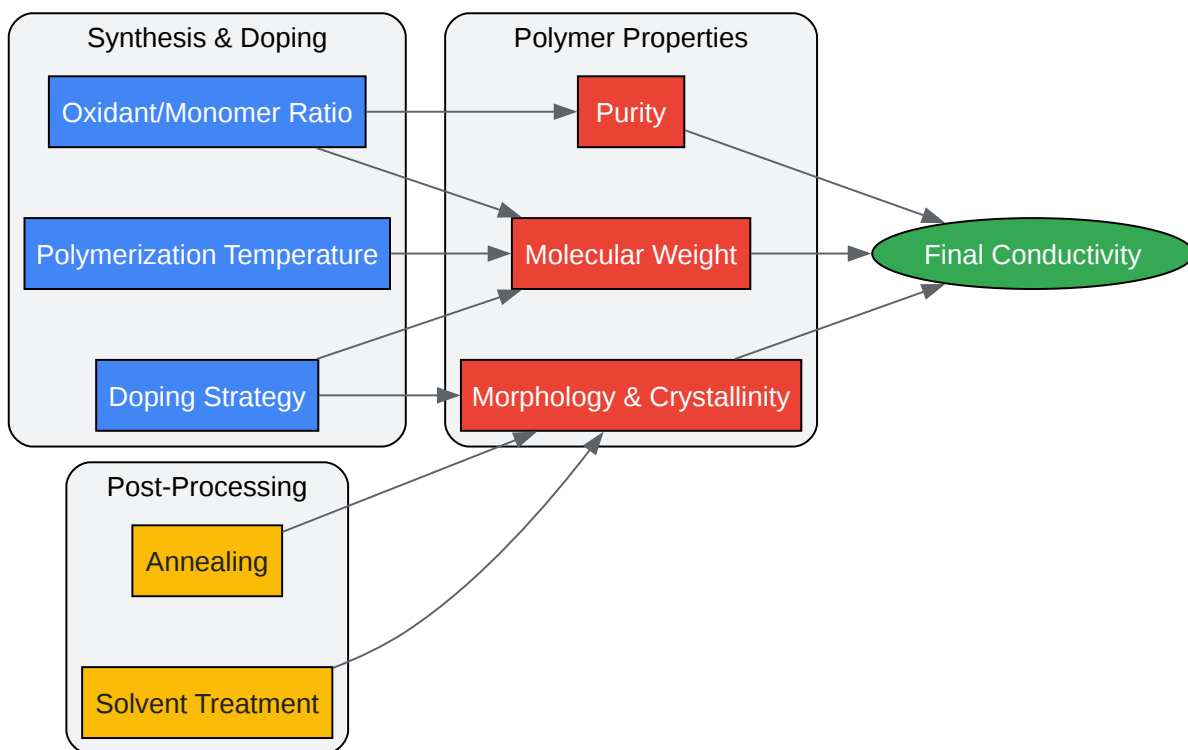 Synthesis & Doping
Oxidant/Monomer Ratio
Polymerization Temperature
Doping Strategy
Polymer Properties
Purity
Molecular Weight
Morphology & Crystallinity
Final Conductivity
Post-Processing
Annealing
Solvent Treatment